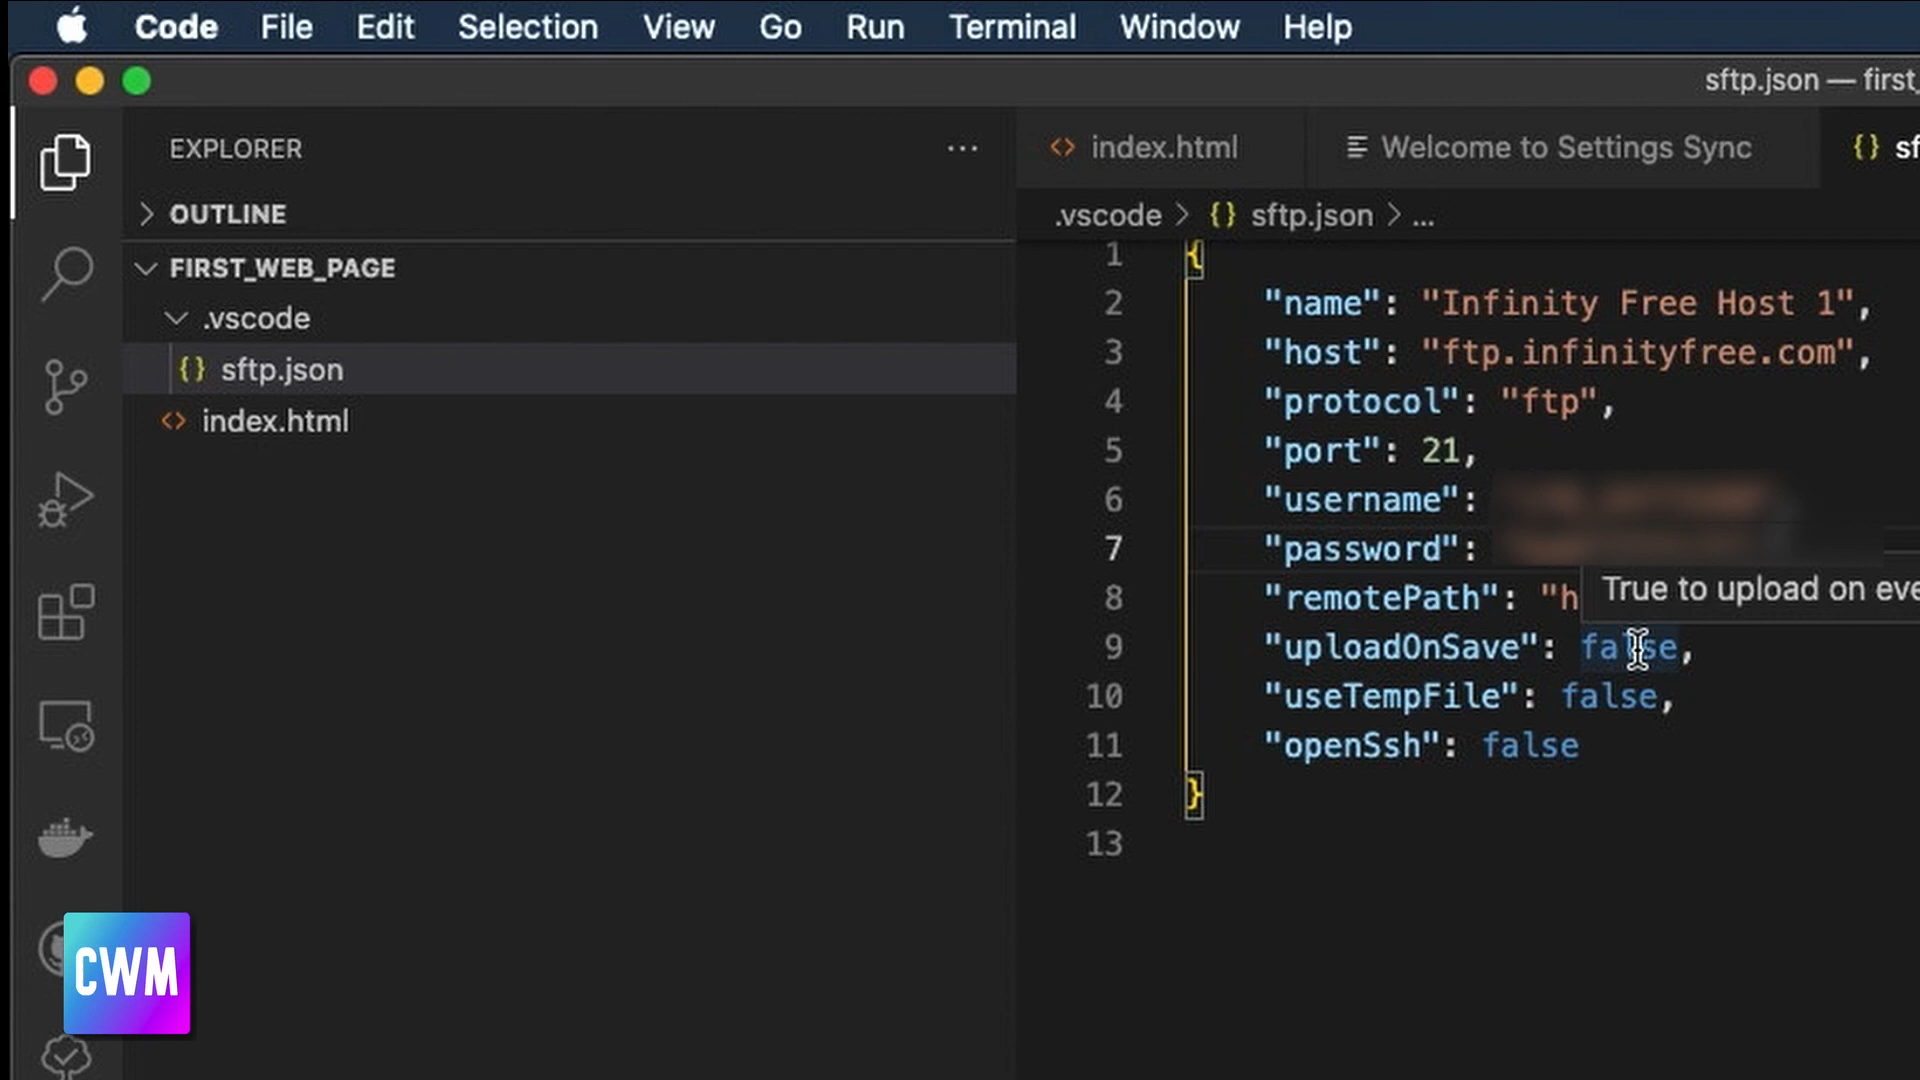 Code File Edit Selection View Go Run Terminal Window Help
sftp.json — first_
EXPLORER ...
OUTLINE
FIRST_WEB_PAGE
.vscode
{} sftp.json
<> index.html
<> index.html Welcome to Settings Sync {} sf
.vscode > {} sftp.json > ...
1 {
2 "name": "Infinity Free Host 1",
3 "host": "ftp.infinityfree.com",
4 "protocol": "ftp",
5 "port": 21,
6 "username":
7 "password":
8 "remotePath": "h
True to upload on eve
9 "uploadOnSave": false,
10 "useTempFile": false,
11 "openSsh": false
12 }
13
CWM